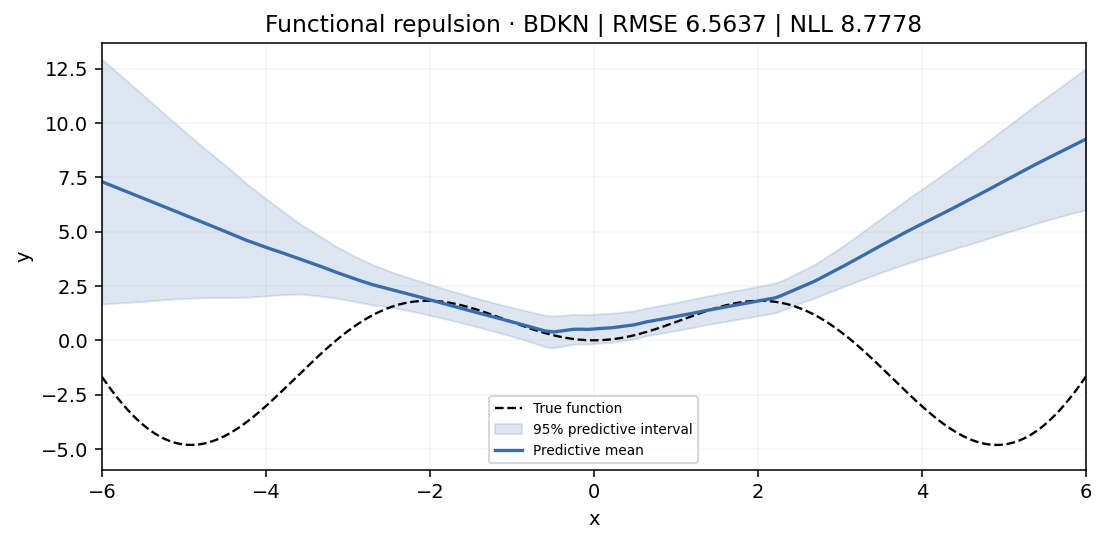 Functional repulsion · BDKN | RMSE 6.5637 | NLL 8.7778
12.5
10.0
7.5
5.0
2.5
0.0
−2.5
−5.0
y
True function
95% predictive interval
Predictive mean
−6
−4
−2
0
2
4
6
x